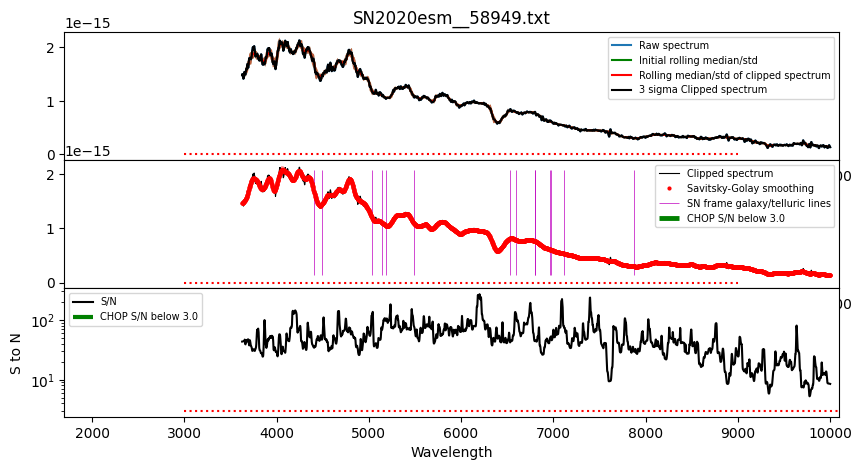 SN2020esm__58949.txt
1e−15
2
1
0
Raw spectrum
Initial rolling median/std
Rolling median/std of clipped spectrum
3 sigma Clipped spectrum
1e−15
00
2
1
0
Clipped spectrum
Savitsky-Golay smoothing
SN frame galaxy/telluric lines
CHOP S/N below 3.0
00
S to N
10²
10¹
S/N
CHOP S/N below 3.0
2000 3000 4000 5000 6000 7000 8000 9000 10000
Wavelength